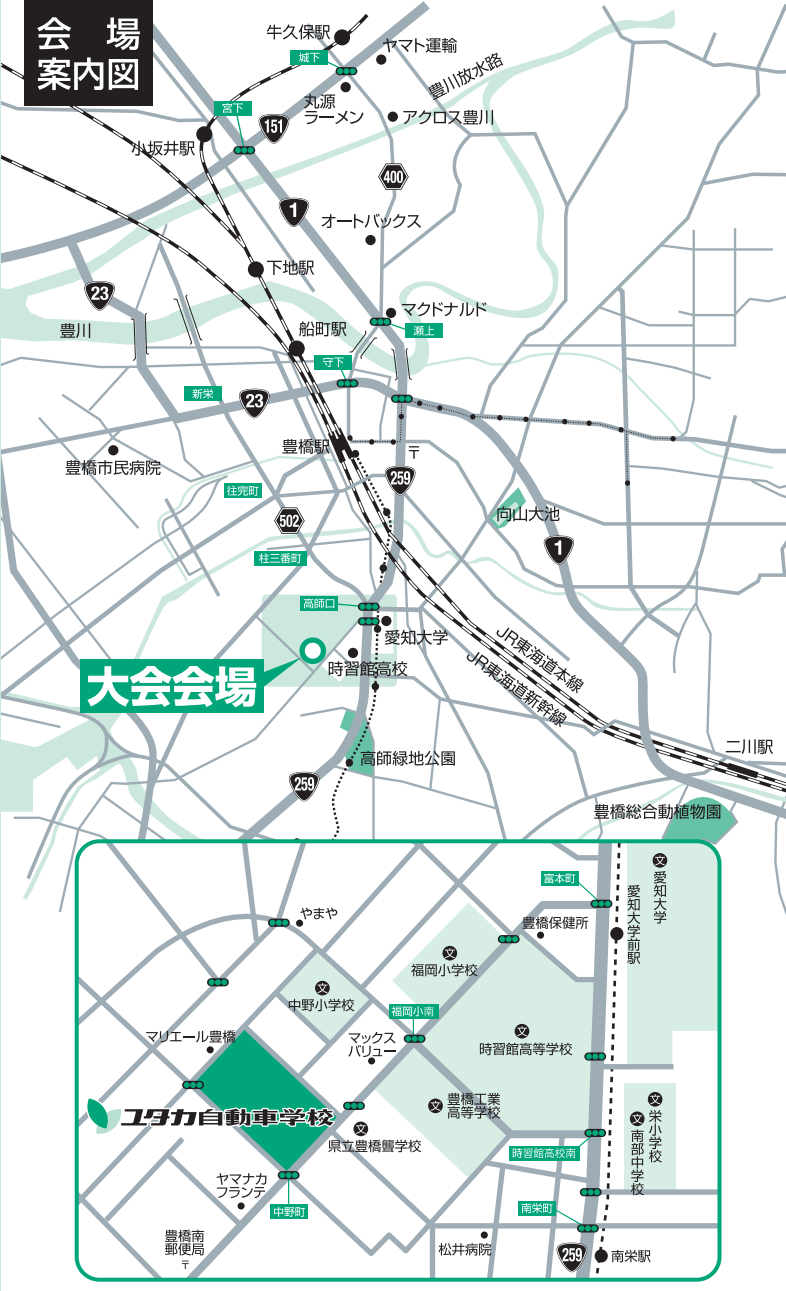 会　場
案内図
牛久保駅
ヤマト運輸
城下
豊川放水路
丸源
ラーメン
アクロス豊川
宮下
151
小坂井駅
400
1
オートバックス
下地駅
23
マクドナルド
豊川
船町駅
瀬上
守下
新栄
23
豊橋駅
〒
豊橋市民病院
259
往完町
向山大池
502
1
柱三番町
高師口
愛知大学
時習館高校
JR東海道本線
JR東海道新幹線
大会会場
二川駅
高師緑地公園
259
豊橋総合動植物園
富本町
文
愛知大学
愛知大学前駅
やまや
豊橋保健所
文
福岡小学校
文
中野小学校
福岡小南
マリエール豊橋
マックス
バリュー
文
時習館高等学校
ユタカ自動車学校
文
豊橋工業
高等学校
文
栄小学校
文
南部中学校
文
県立豊橋聾学校
時習館高校南
ヤマナカ
フランテ
中野町
南栄町
豊橋南
郵便局
〒
松井病院
259
南栄駅